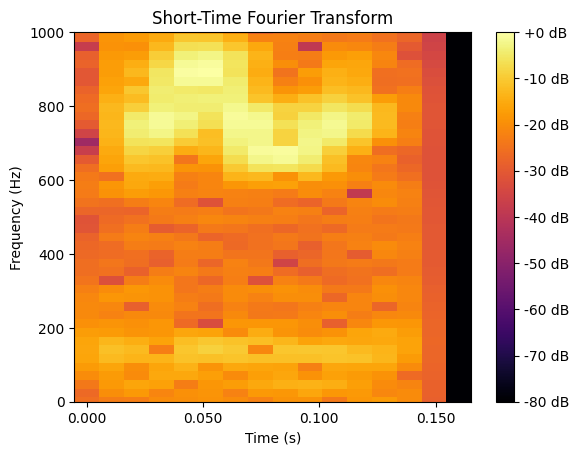 Short-Time Fourier Transform
1000
800
600
400
200
0
Frequency (Hz)
0.000
0.050
0.100
0.150
Time (s)
+0 dB
-10 dB
-20 dB
-30 dB
-40 dB
-50 dB
-60 dB
-70 dB
-80 dB